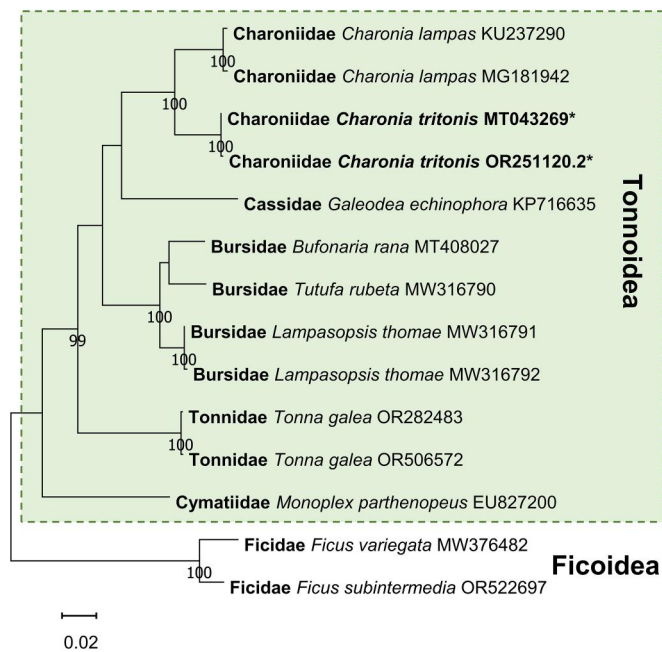 Charoniidae Charonia lampas KU237290
100
Charoniidae Charonia lampas MG181942
100
Charoniidae Charonia tritonis MT043269*
100
Charoniidae Charonia tritonis OR251120.2*
Tonnoidea
Cassidae Galeodea echinophora KP716635
Bursidae Bufonaria rana MT408027
Bursidae Tutufa rubeta MW316790
100
Bursidae Lampasopsis thomae MW316791
99
100
Bursidae Lampasopsis thomae MW316792
Tonnidae Tonna galea OR282483
100
Tonnidae Tonna galea OR506572
Cymatiidae Monoplex parthenopeus EU827200
Ficidae Ficus variegata MW376482
Ficoidea
100
Ficidae Ficus subintermedia OR522697
0.02